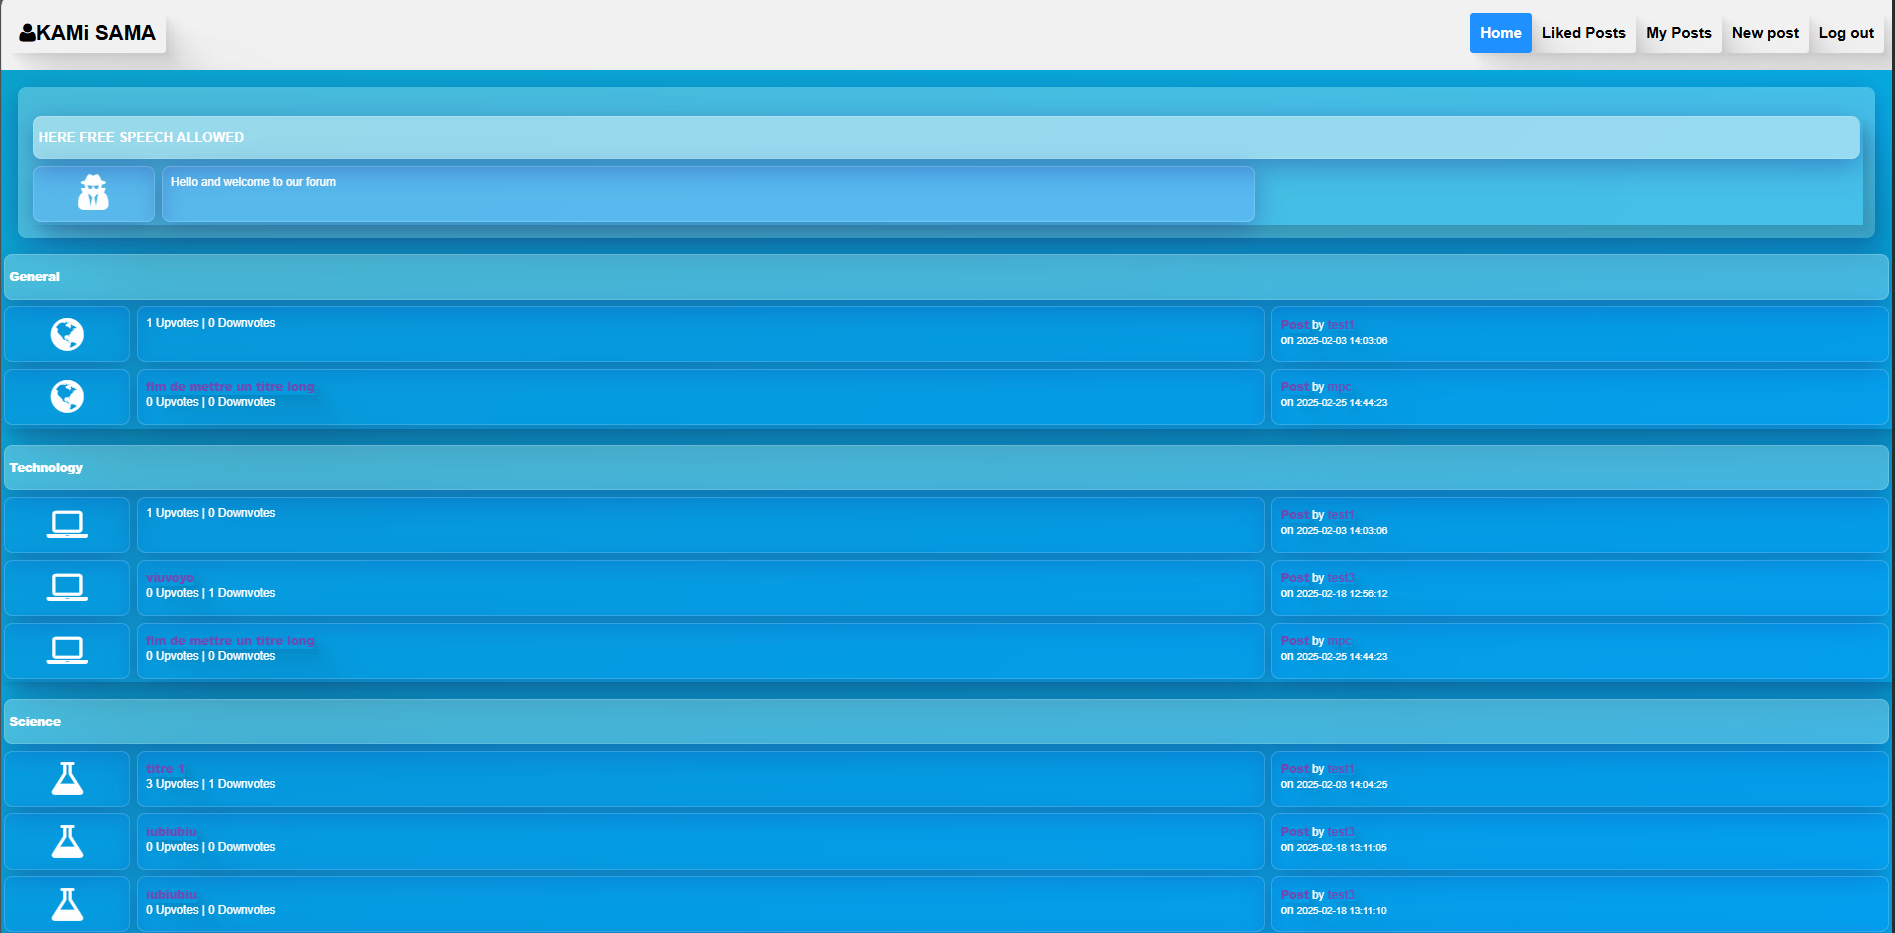 KAMi SAMA
Home Liked Posts My Posts New post Log out
HERE FREE SPEECH ALLOWED
Hello and welcome to our forum
General
1 Upvotes | 0 Downvotes
Post by test1
on 2025-02-03 14:03:06
fim de mettre un titre long
0 Upvotes | 0 Downvotes
Post by mpc
on 2025-02-25 14:44:23
Technology
1 Upvotes | 0 Downvotes
Post by test1
on 2025-02-03 14:03:06
viuvoyo
0 Upvotes | 1 Downvotes
Post by test3
on 2025-02-18 12:56:12
fim de mettre un titre long
0 Upvotes | 0 Downvotes
Post by mpc
on 2025-02-25 14:44:23
Science
titre 1
3 Upvotes | 1 Downvotes
Post by test1
on 2025-02-03 14:04:25
iubiubiu
0 Upvotes | 0 Downvotes
Post by test3
on 2025-02-18 13:11:05
iubiubiu
0 Upvotes | 0 Downvotes
Post by test3
on 2025-02-18 13:11:10